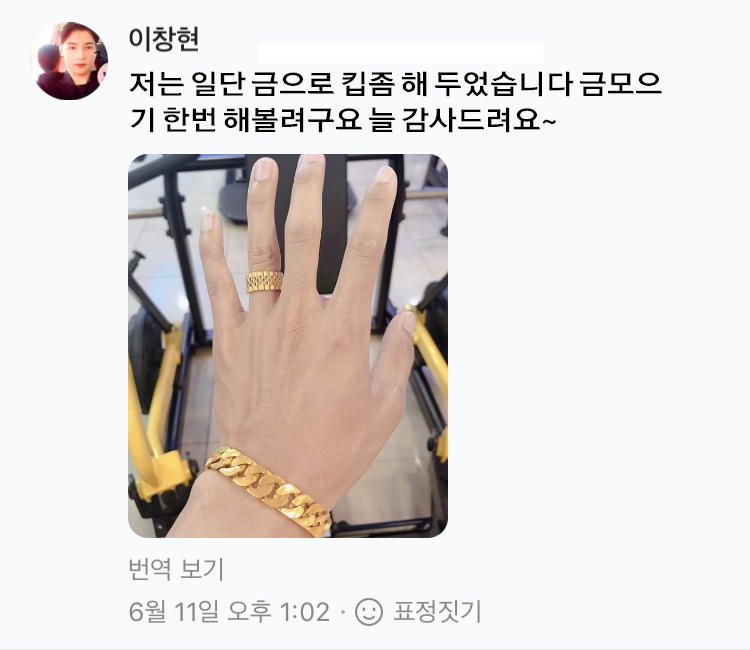 이창현
저는 일단 금으로 킵좀 해 두었습니다 금모으
기 한번 해볼려구요 늘 감사드려요~
번역 보기
6월 11일 오후 1:02 · 표정짓기